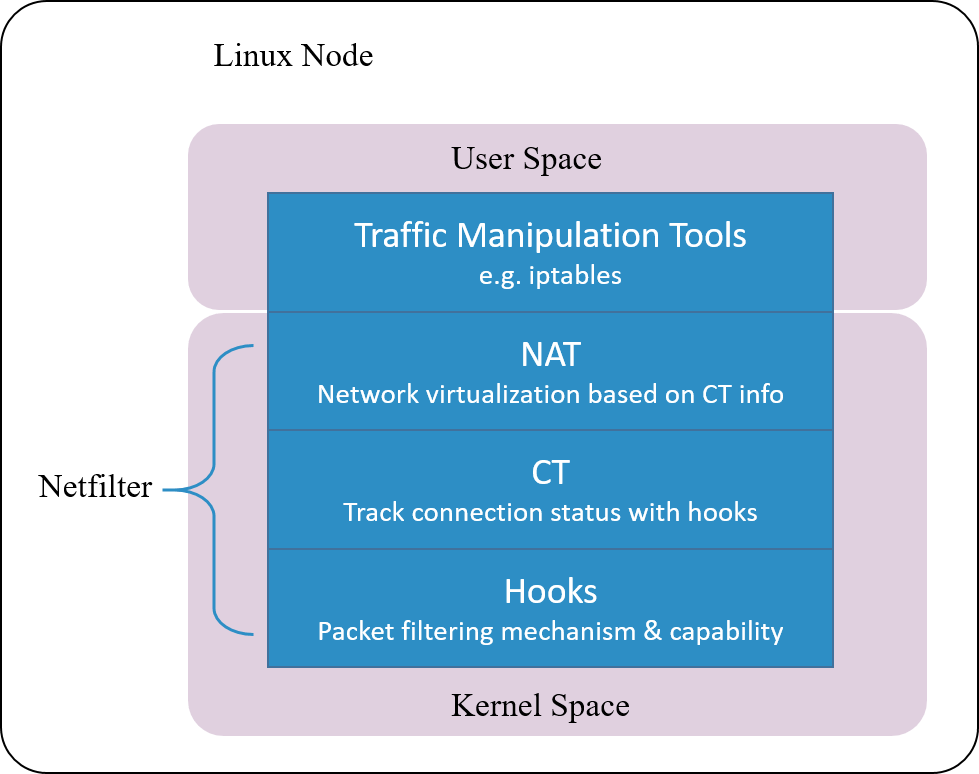 Linux Node
User Space
Traffic Manipulation Tools
e.g. iptables
NAT
Network virtualization based on CT info
CT
Track connection status with hooks
Netfilter
Hooks
Packet filtering mechanism & capability
Kernel Space